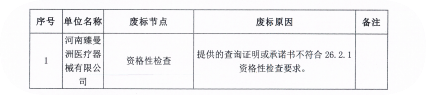 序号 单位名称 废标节点 废标原因 备注
河南臻曼
洲医疗器
械有限公
司
1 资格性检查 提供的查询证明或承诺书不符合 26.2.1
资格性检查要求。